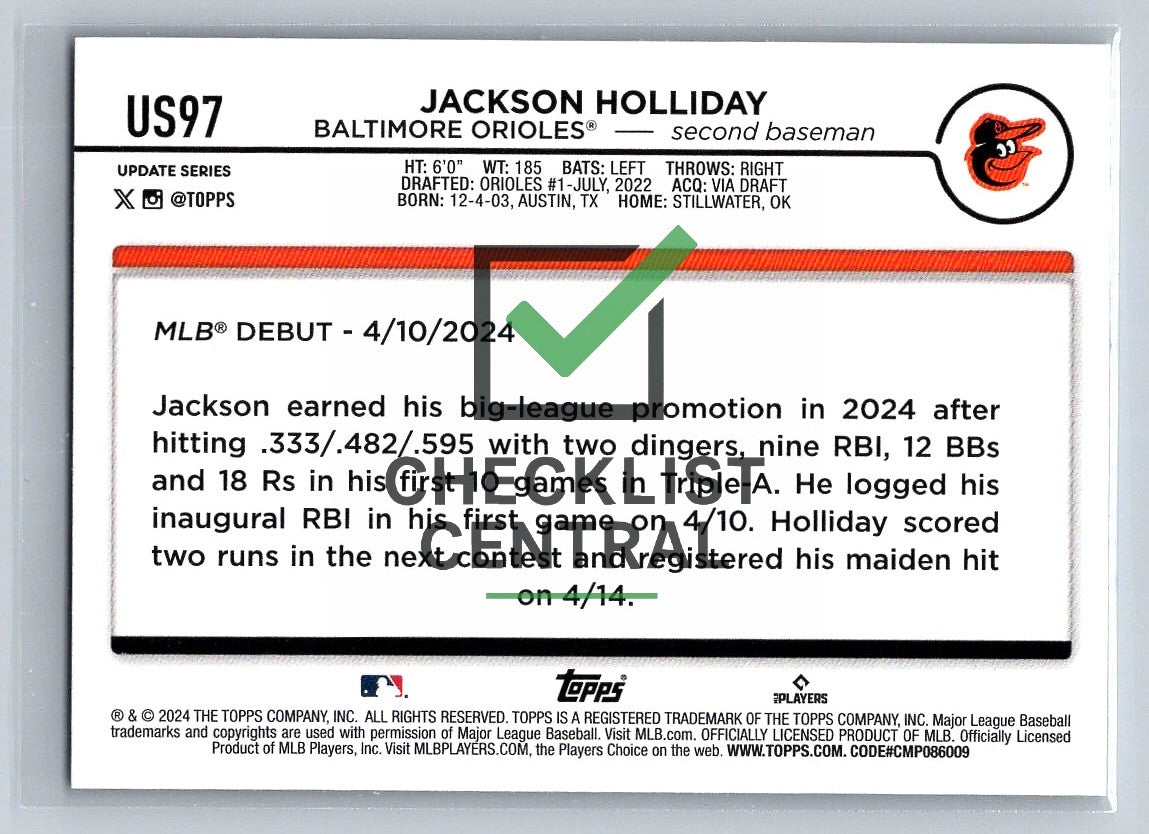 US97
JACKSON HOLLIDAY
BALTIMORE ORIOLES® — second baseman
UPDATE SERIES
@TOPPS
HT: 6'0" WT: 185 BATS: LEFT THROWS: RIGHT
DRAFTED: ORIOLES #1-JULY, 2022 ACQ: VIA DRAFT
BORN: 12-4-03, AUSTIN, TX HOME: STILLWATER, OK
MLB® DEBUT - 4/10/2024
Jackson earned his big-league promotion in 2024 after
hitting .333/.482/.595 with two dingers, nine RBI, 12 BBs
and 18 Rs in his first 10 games in Triple-A. He logged his
inaugural RBI in his first game on 4/10. Holliday scored
two runs in the next contest and registered his maiden hit
on 4/14.
CHECKLIST
CENTRAL
Topps®
MLB PLAYERS
® & © 2024 THE TOPPS COMPANY, INC. ALL RIGHTS RESERVED. TOPPS IS A REGISTERED TRADEMARK OF THE TOPPS COMPANY, INC. Major League Baseball
trademarks and copyrights are used with permission of Major League Baseball. Visit MLB.com. OFFICIALLY LICENSED PRODUCT OF MLB. Officially Licensed
Product of MLB Players, Inc. Visit MLBPLAYERS.COM, the Players Choice on the web. WWW.TOPPS.COM. CODE#CMP086009